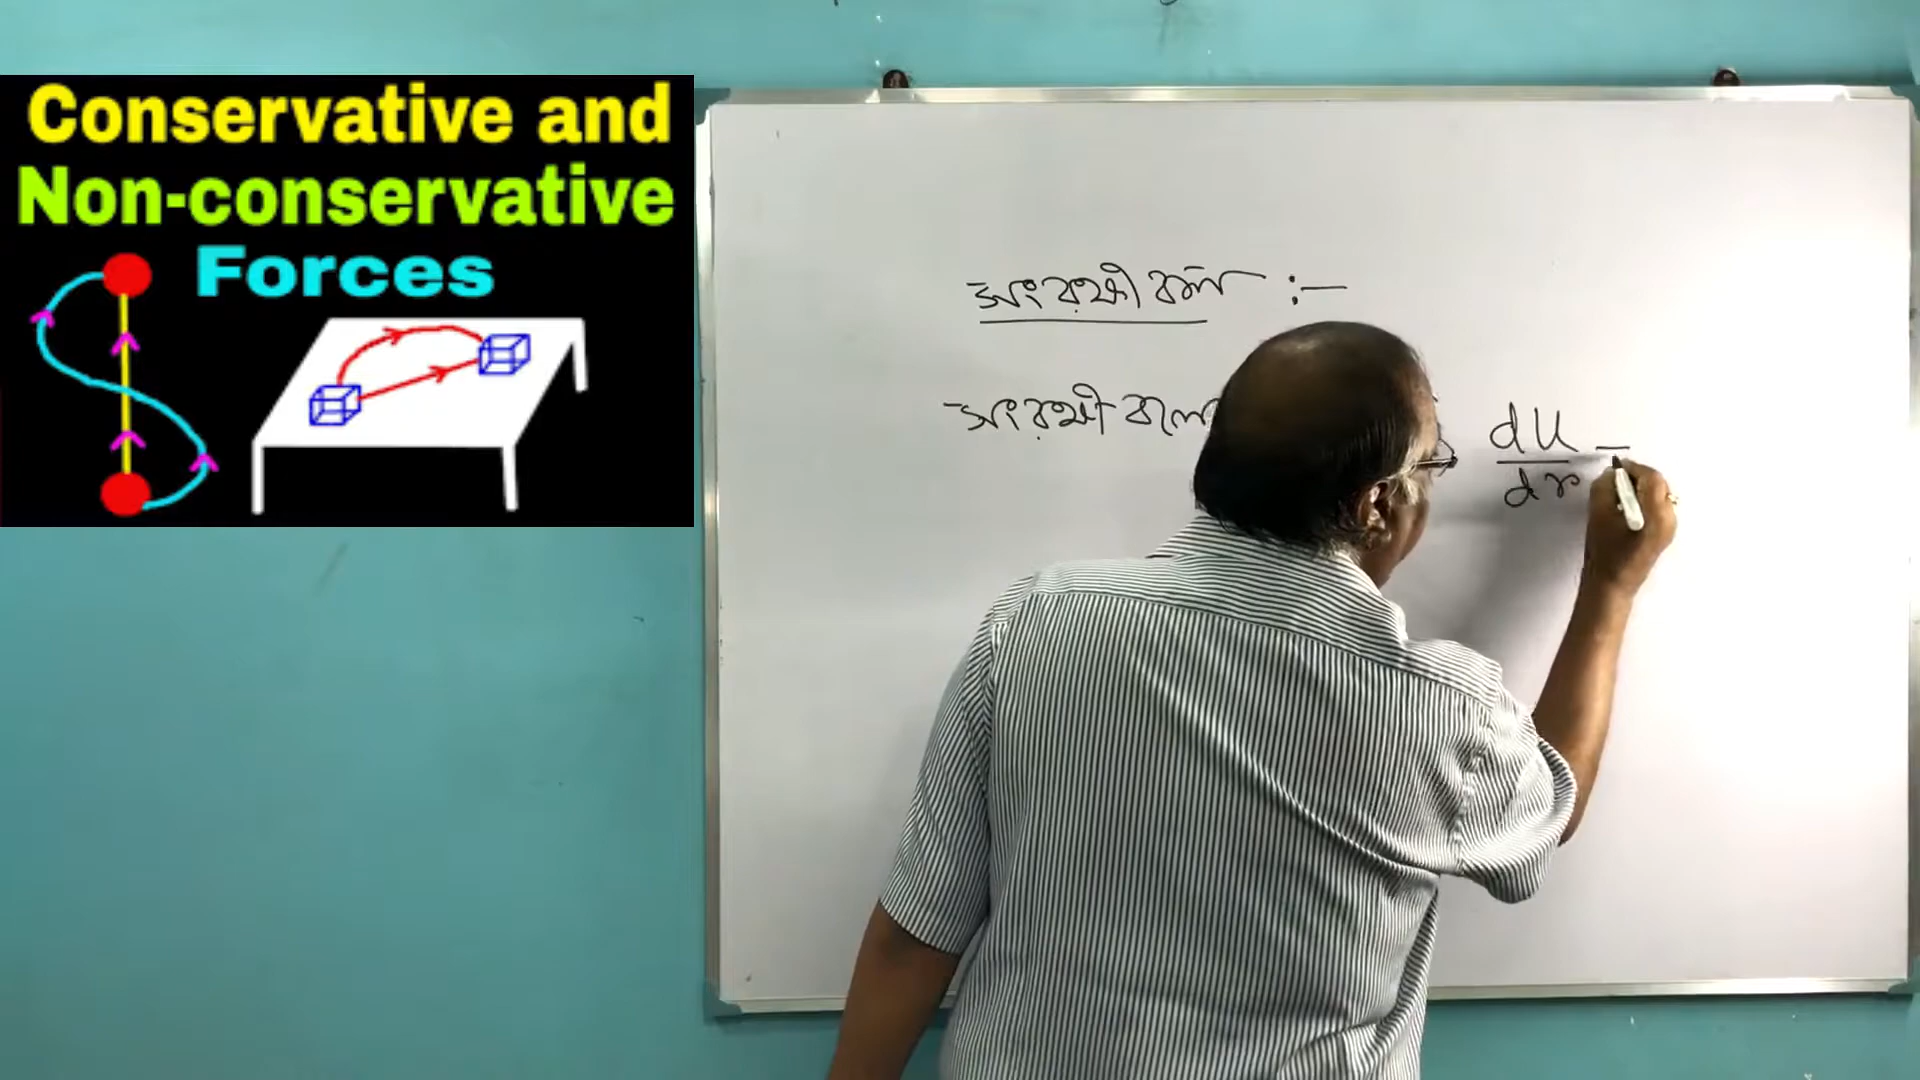 Conservative and
Non-conservative
Forces
সংরক্ষী বল :—
সংরক্ষী বলের
dU
dr